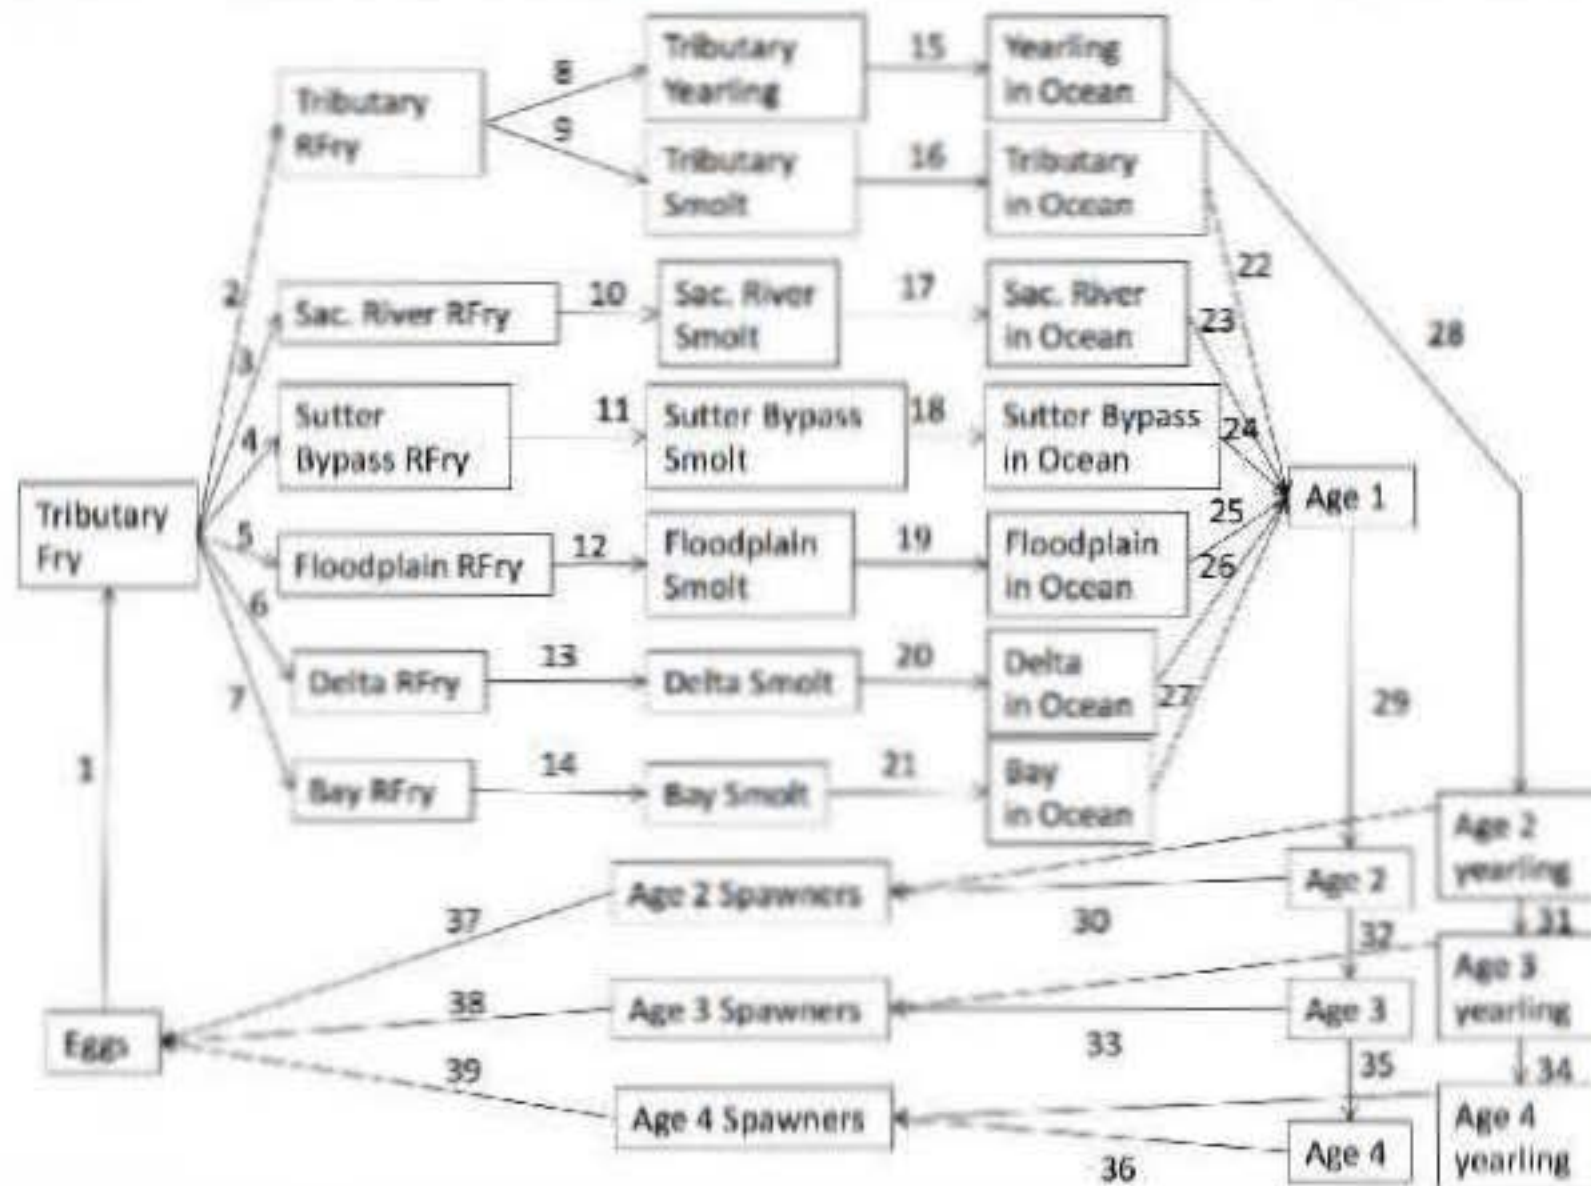 Tributary
Yearling
15
Yearling
in Ocean
8
Tributary
RFry
9
Tributary
Smolt
16
Tributary
in Ocean
2
10
Sac. River
Smolt
17
Sac. River
in Ocean
22
Sac. River RFry
23
28
3
Sutter
Bypass RFry
11
Sutter Bypass
Smolt
18
Sutter Bypass
in Ocean
4
24
Tributary
Fry
Age 1
5
Floodplain RFry
12
Floodplain
Smolt
19
Floodplain
in Ocean
25
26
6
Delta RFry
13
Delta Smolt
20
Delta
in Ocean
27
7
29
1
Bay RFry
14
Bay Smolt
21
Bay
in Ocean
Age 2
yearling
Age 2 Spawners
Age 2
37
30
32
31
Age 3
yearling
38
Age 3 Spawners
Age 3
Eggs
33
39
35
34
Age 4 Spawners
Age 4
yearling
36
Age 4